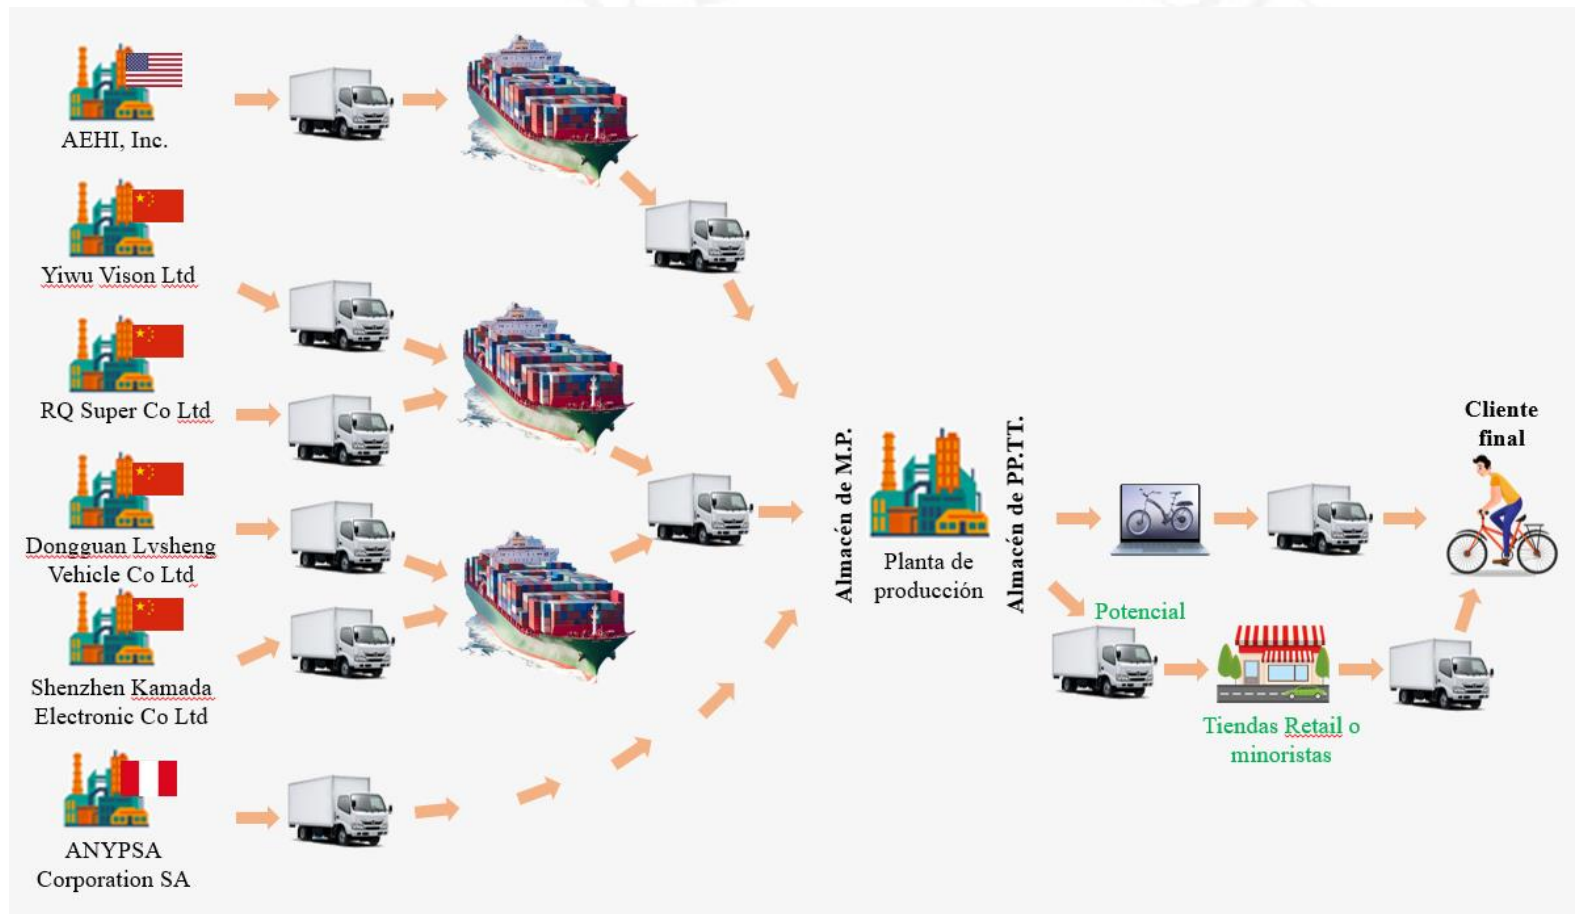 AEHI, Inc.
Yiwu Vison Ltd
RQ Super Co Ltd
Dongguan Lvsheng
Vehicle Co Ltd
Shenzhen Kamada
Electronic Co Ltd
ANYPSA
Corporation SA
Almacén de M.P.
Planta de
producción
Almacén de PP.TT.
Potencial
Tiendas Retail o
minoristas
Cliente
final